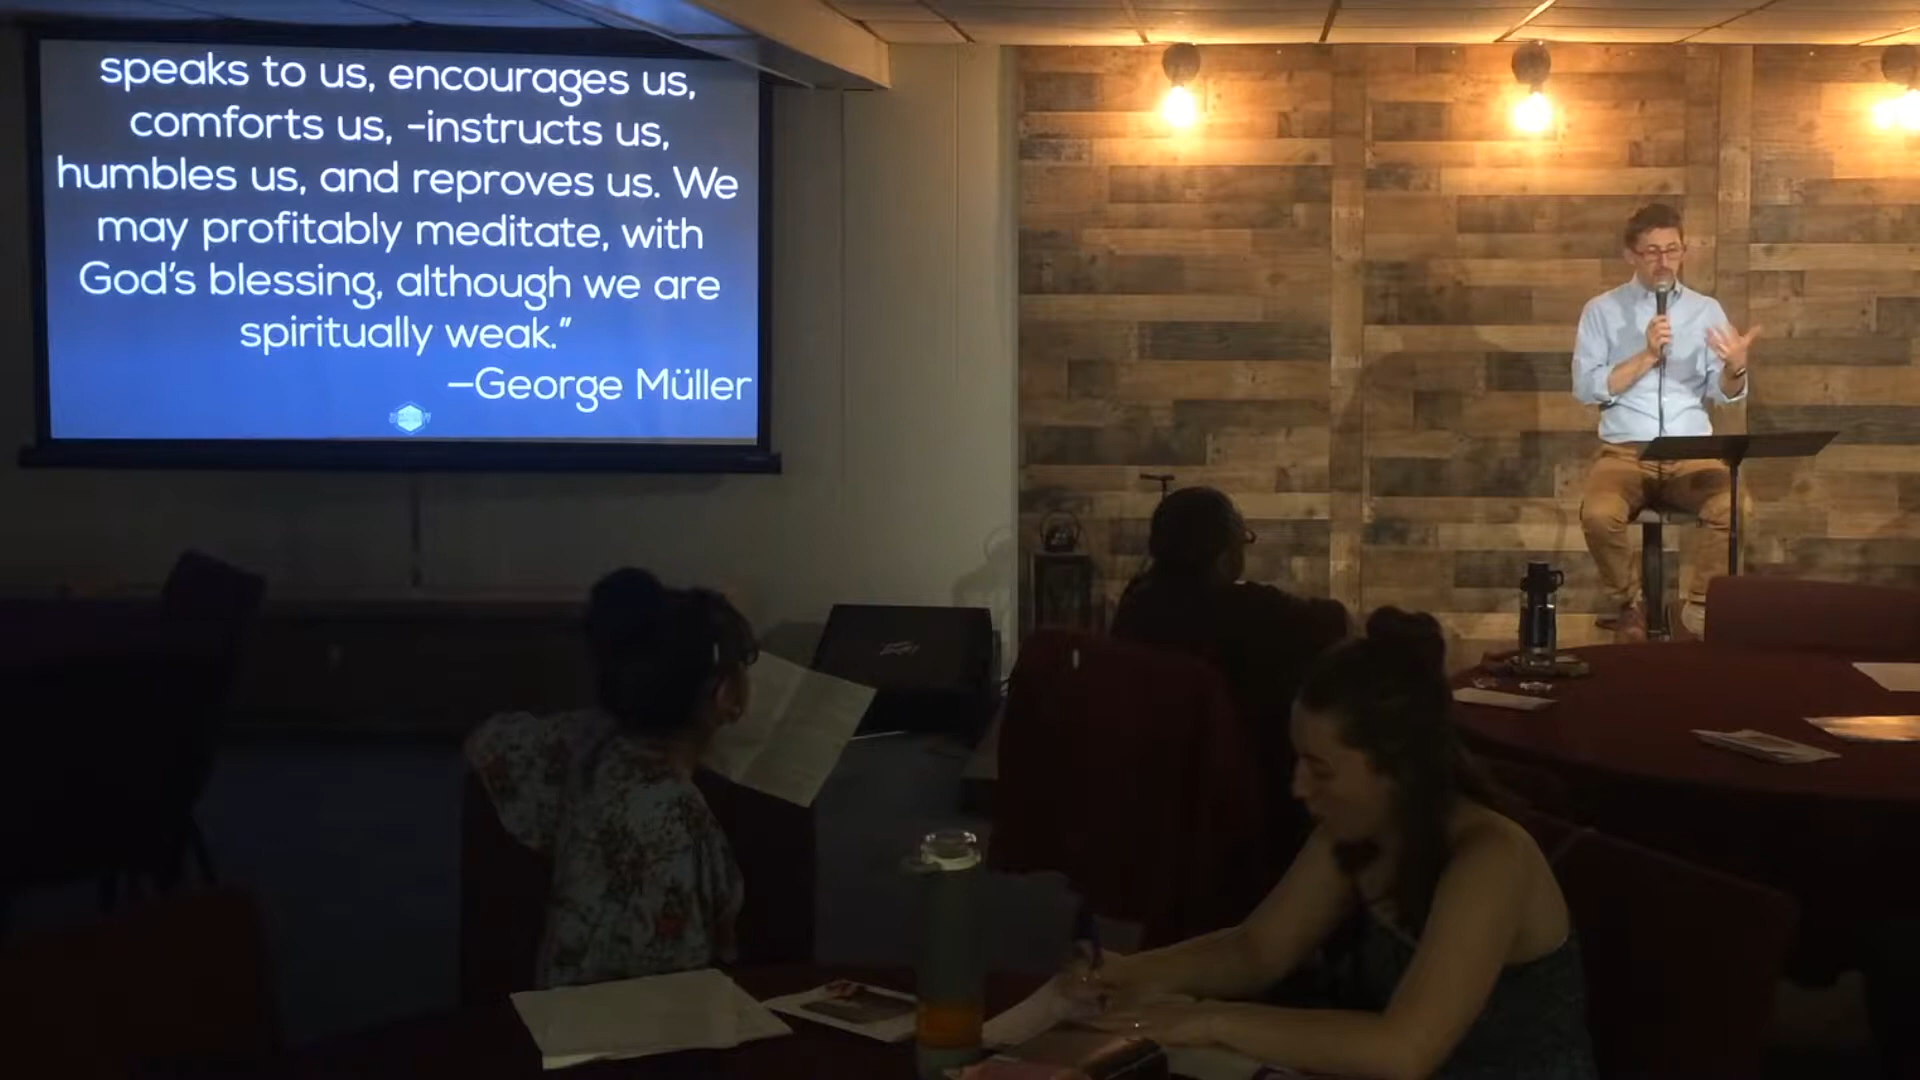 speaks to us, encourages us,
comforts us, -instructs us,
humbles us, and reproves us. We
may profitably meditate, with
God's blessing, although we are
spiritually weak.”
—George Müller